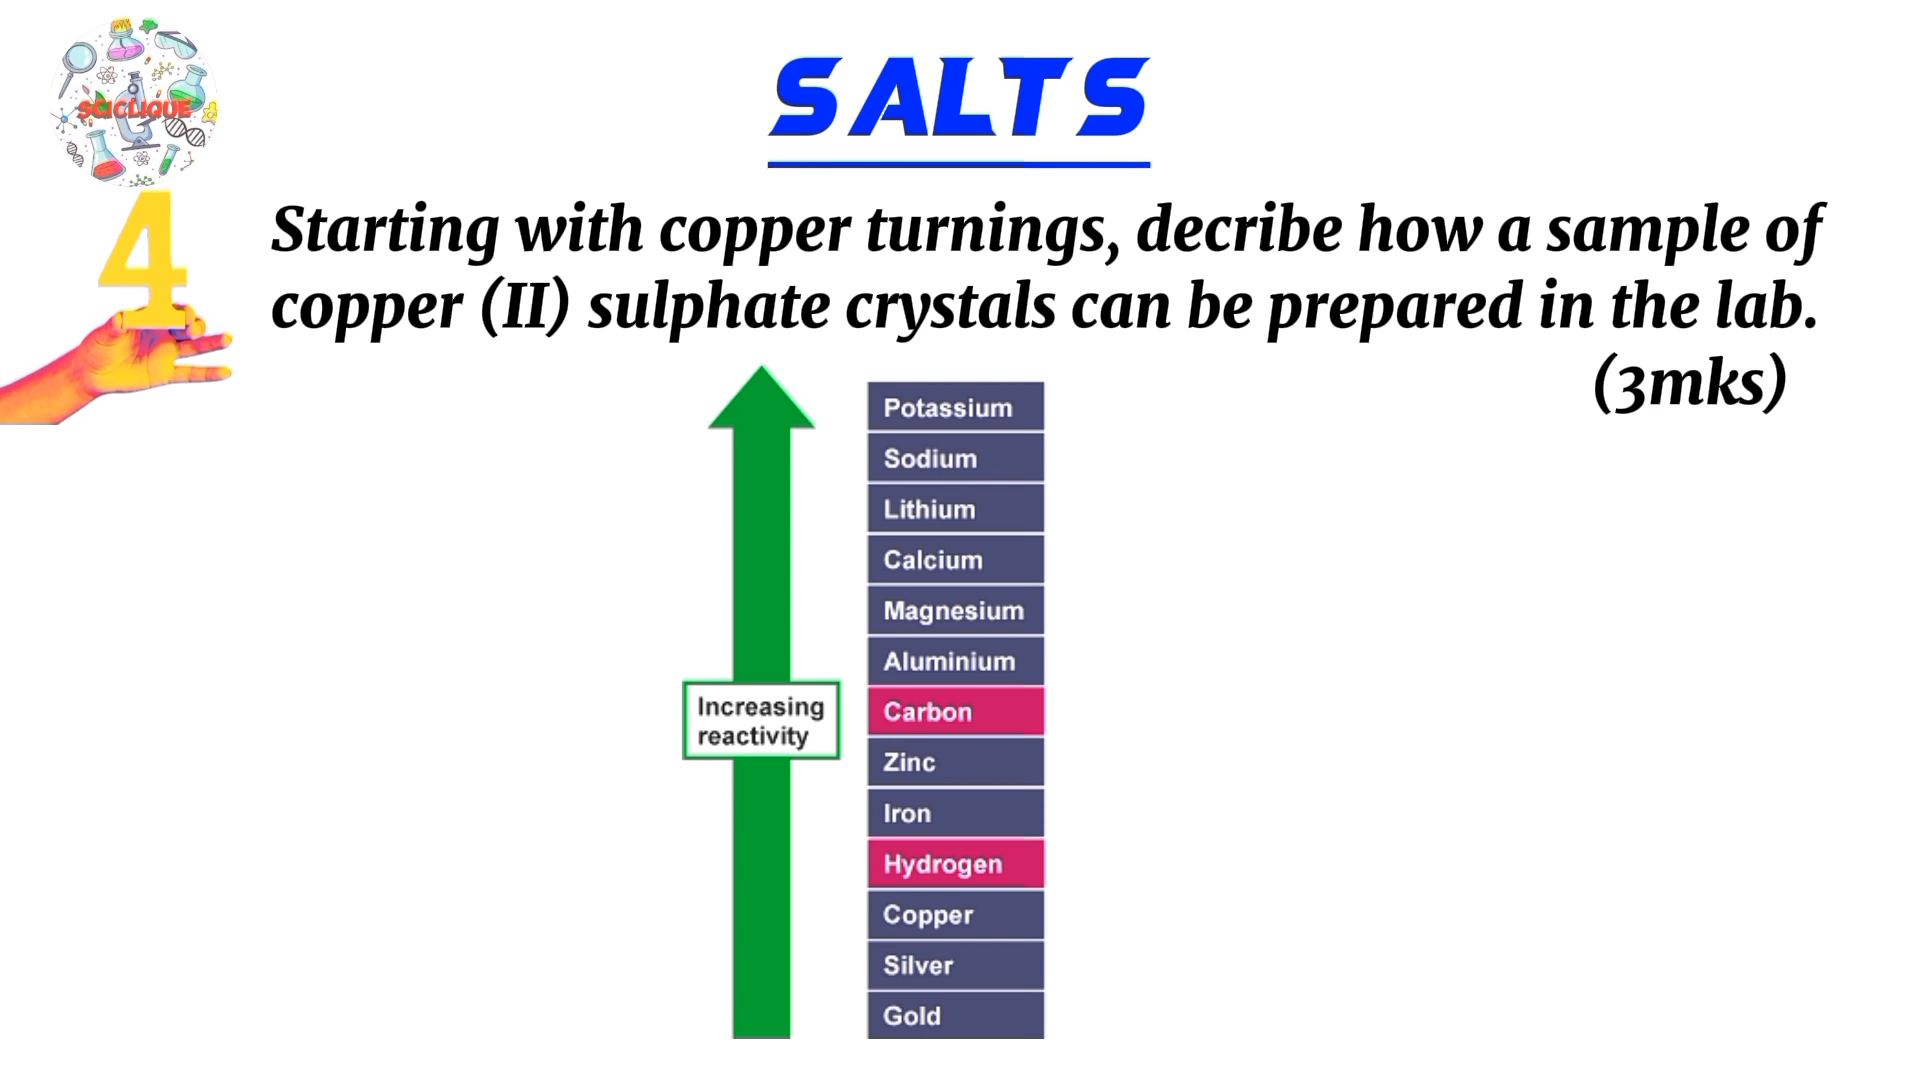 SCICLIQUE
SALTS
4
Starting with copper turnings, decribe how a sample of
copper (II) sulphate crystals can be prepared in the lab.
(3mks)
Potassium
Sodium
Lithium
Calcium
Magnesium
Aluminium
Increasing
reactivity
Carbon
Zinc
Iron
Hydrogen
Copper
Silver
Gold